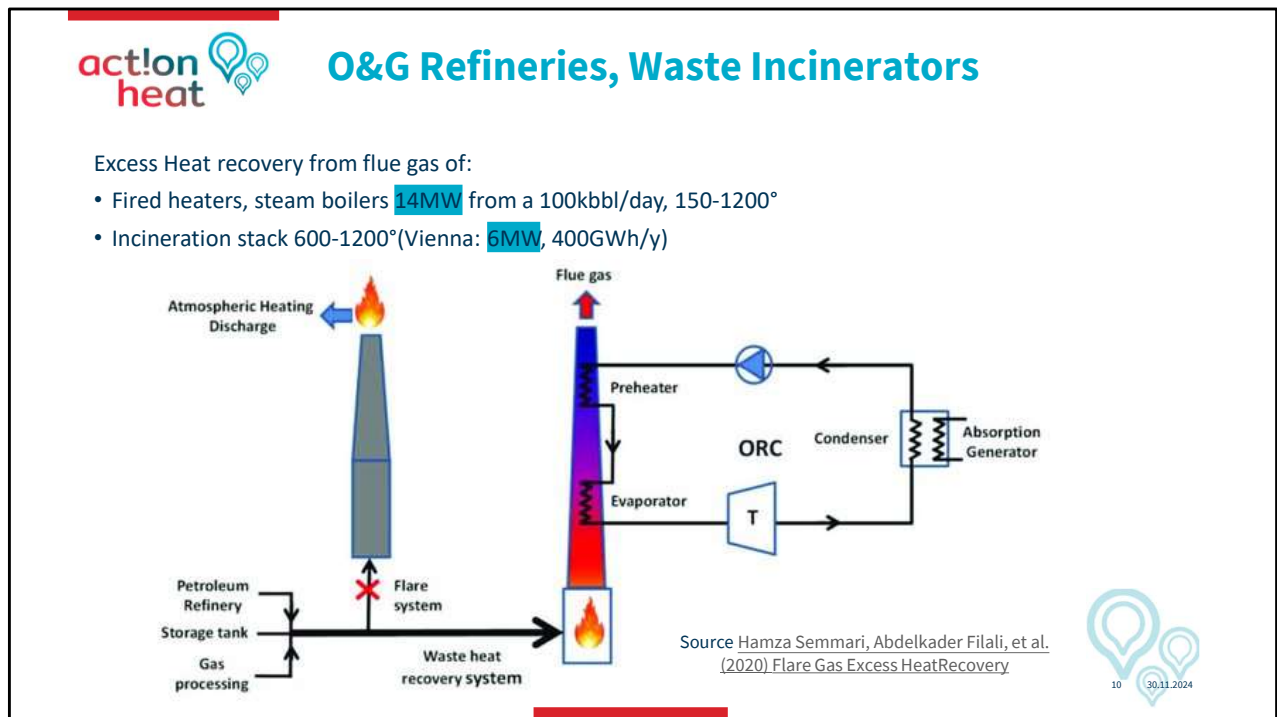 act!on
heat
O&G Refineries, Waste Incinerators
Excess Heat recovery from flue gas of:
• Fired heaters, steam boilers 14MW from a 100kbbl/day, 150-1200°
• Incineration stack 600-1200°(Vienna: 6MW, 400GWh/y)
Flue gas
Atmospheric Heating
Discharge
Preheater
Condenser
Absorption
Generator
ORC
Evaporator
T
Petroleum
Refinery
Flare
system
Storage tank
Gas
processing
Waste heat
recovery system
Source Hamza Semmari, Abdelkader Filali, et al.
(2020) Flare Gas Excess HeatRecovery
10
30.11.2024